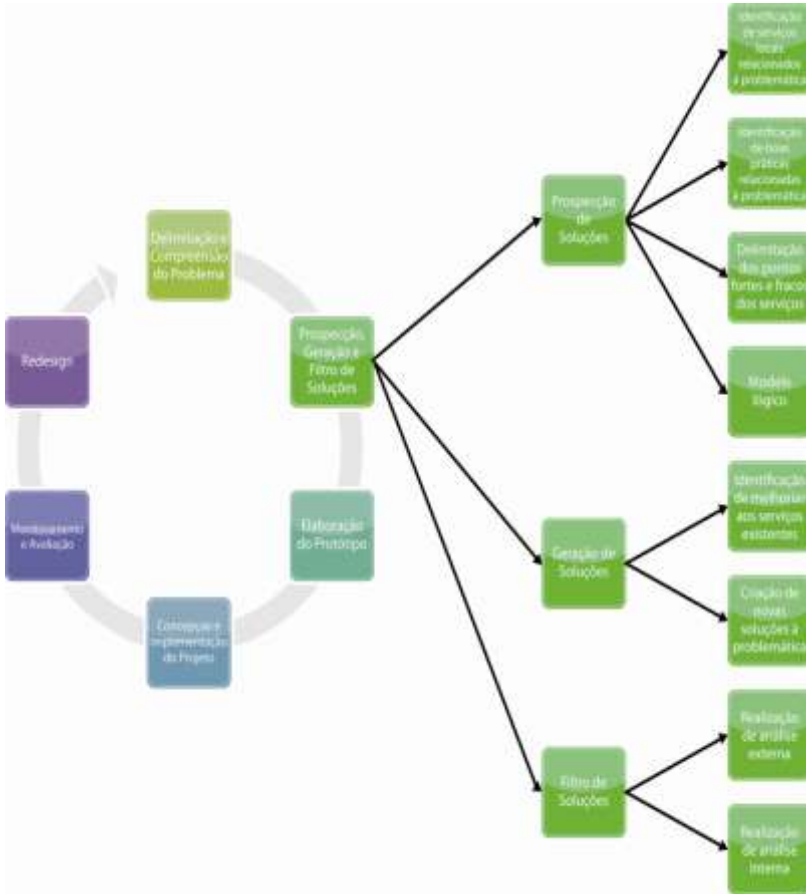 Delimitação e
Compreensão
do Problema
Prospecção,
Geração e
Filtro de
Soluções
Elaboração
do Protótipo
Concepção e
Implementação
do Projeto
Monitoramento
e Avaliação
Redesign
Prospecção
de
Soluções
Identificação
de serviços
locais
relacionados
à problemática
Identificação
de boas
práticas
relacionadas
à problemática
Delimitação
dos pontos
fortes e fracos
dos serviços
Modelo
lógico
Geração de
Soluções
Identificação
de melhorias
aos serviços
existentes
Criação de
novas
soluções à
problemática
Filtro de
Soluções
Realização
de análise
externa
Realização
de análise
interna